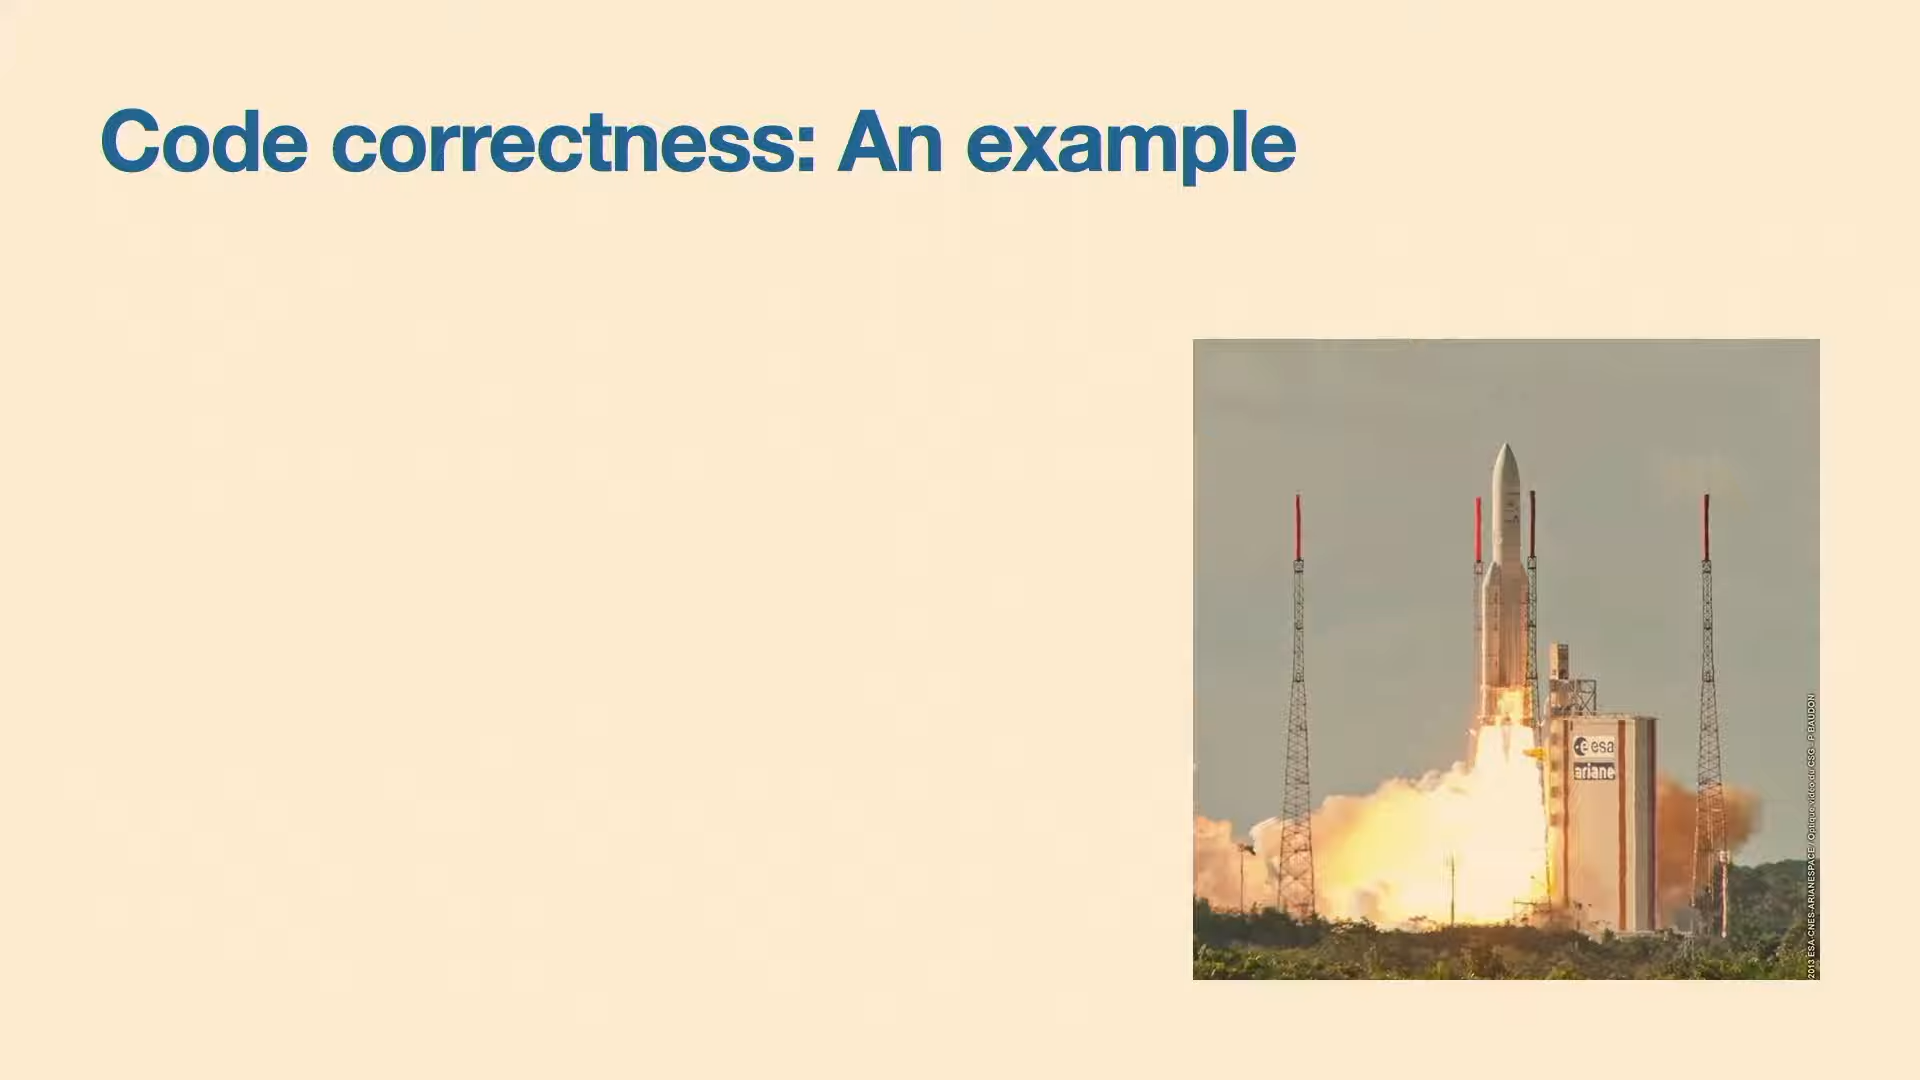 Code correctness: An example
esa
ariane
2013 ESA-CNES-ARIANESPACE / Optique vidéo du CSG - P BAUDON